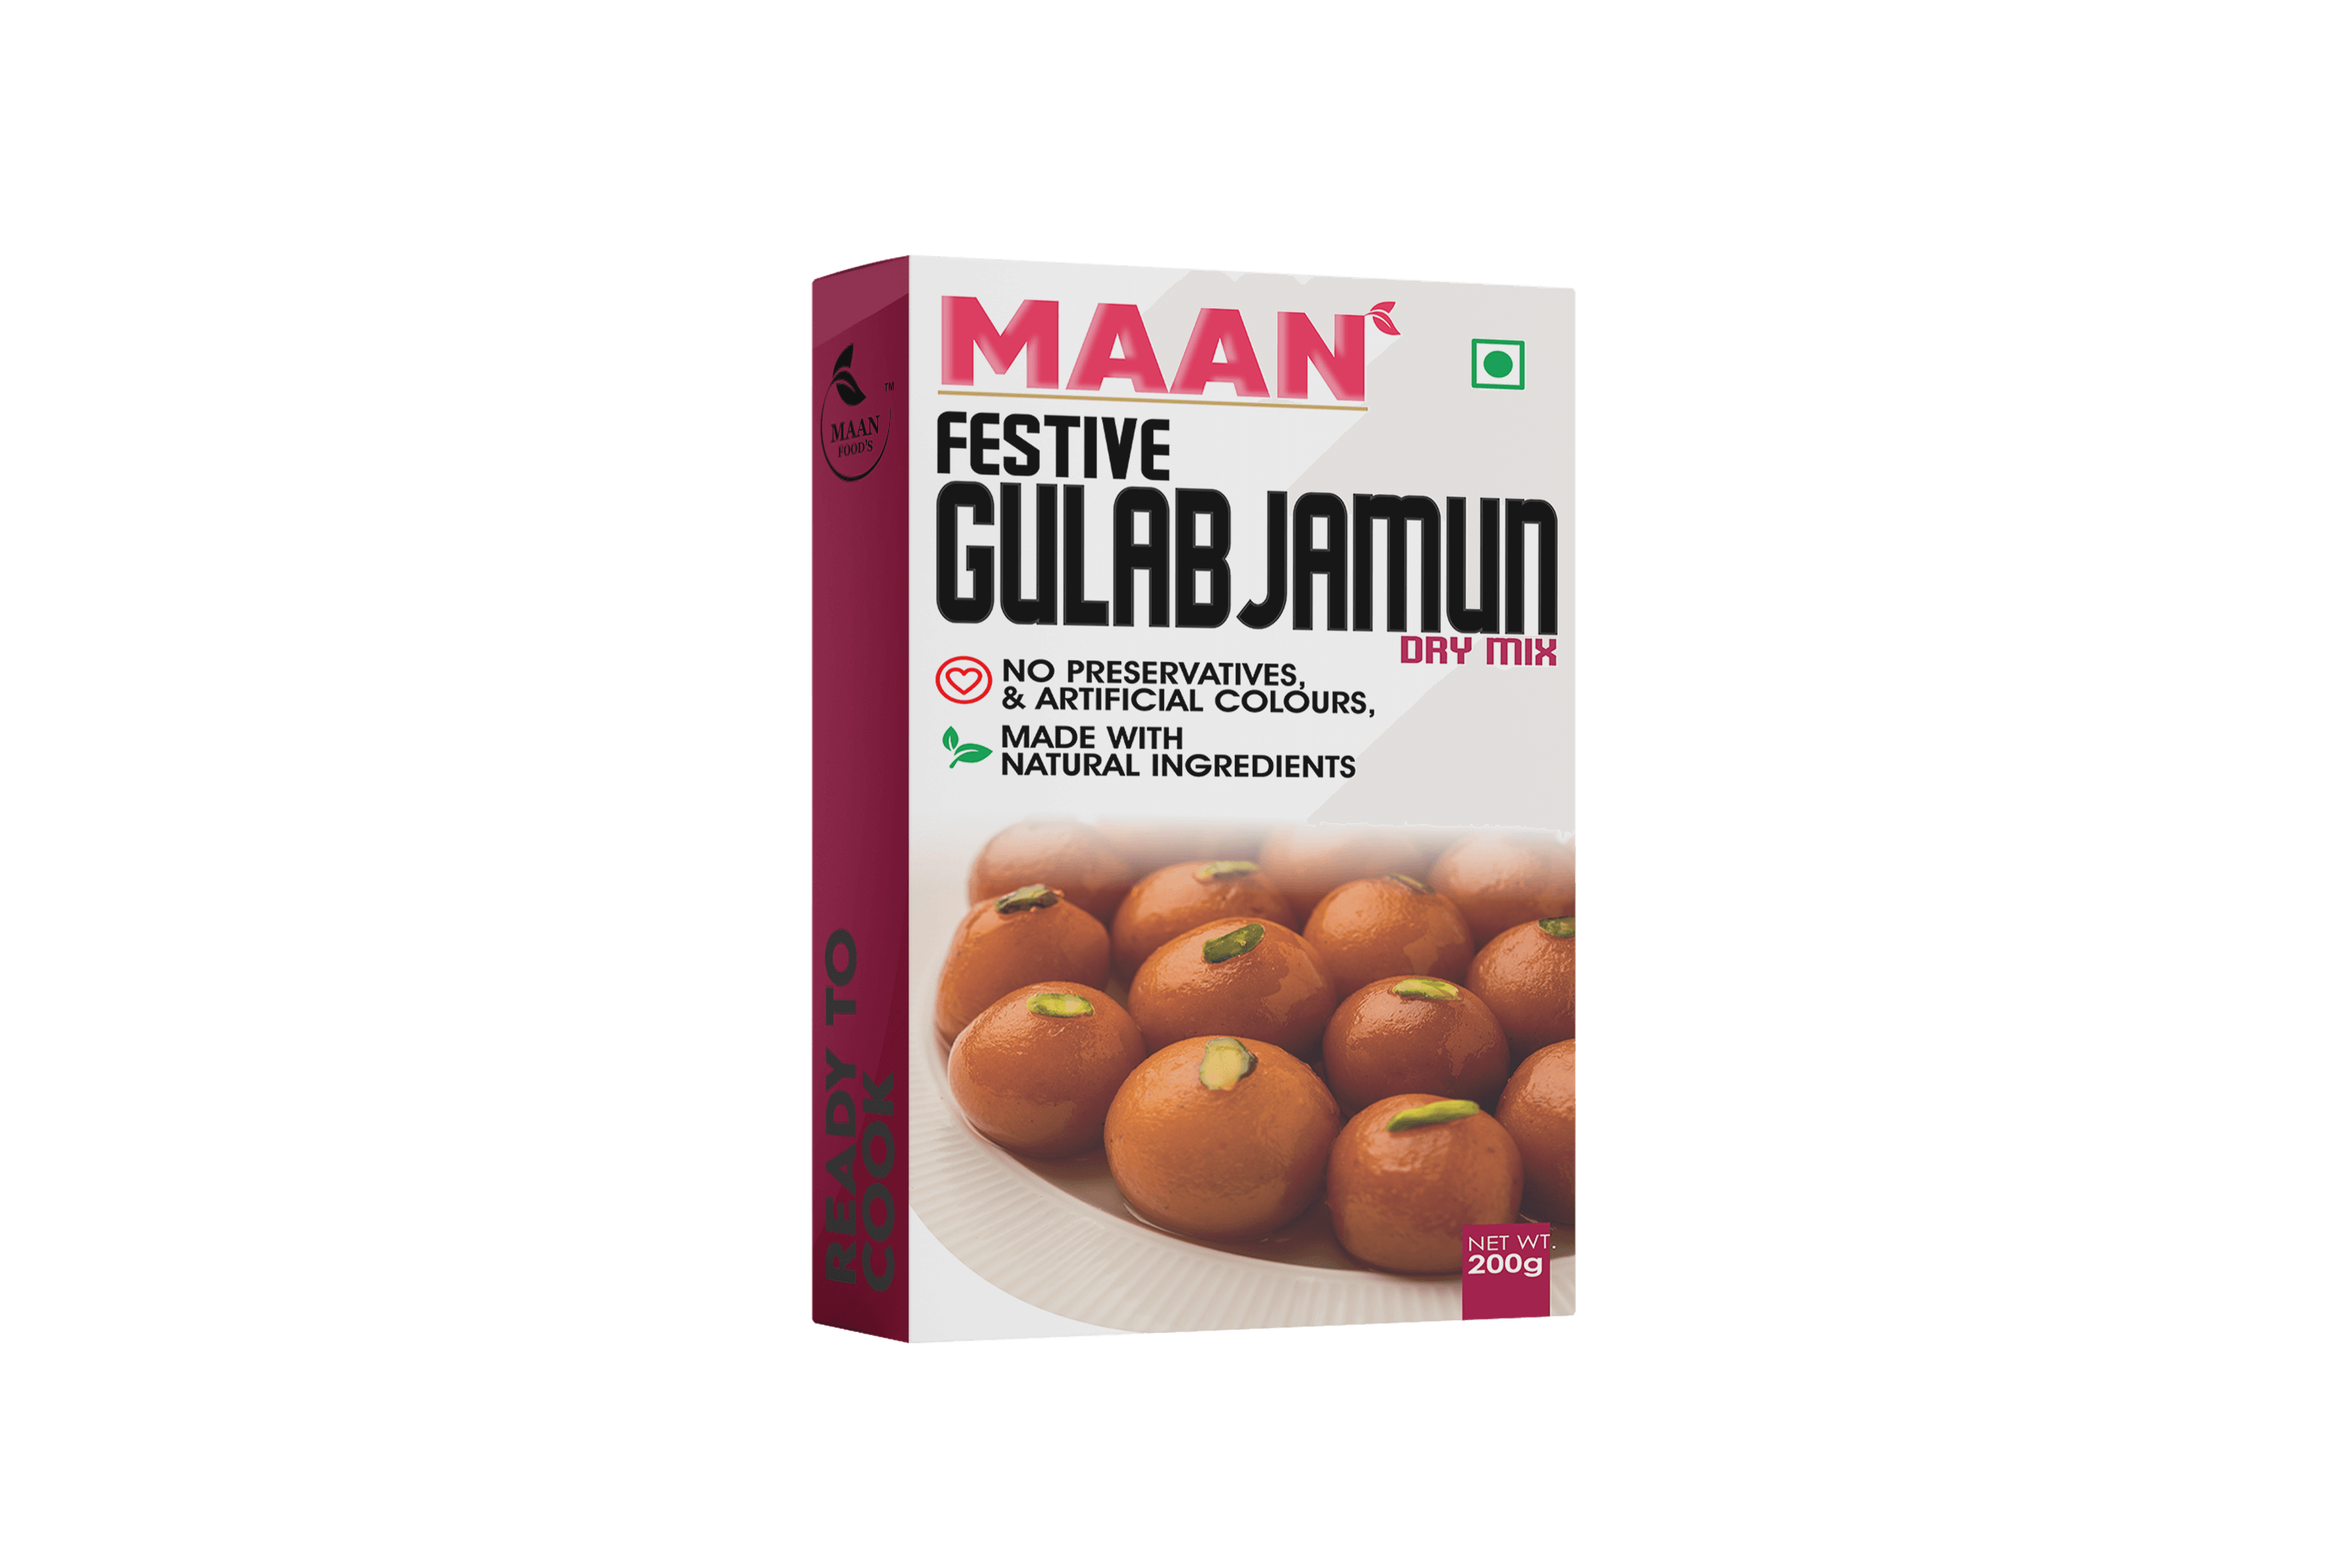 MAAN
FESTIVE
GULAB JAMUN
DRY MIX
NO PRESERVATIVES,
& ARTIFICIAL COLOURS,
MADE WITH
NATURAL INGREDIENTS
NET WT.
200g
TM
MAAN
FOOD'S
READY TO
COOK